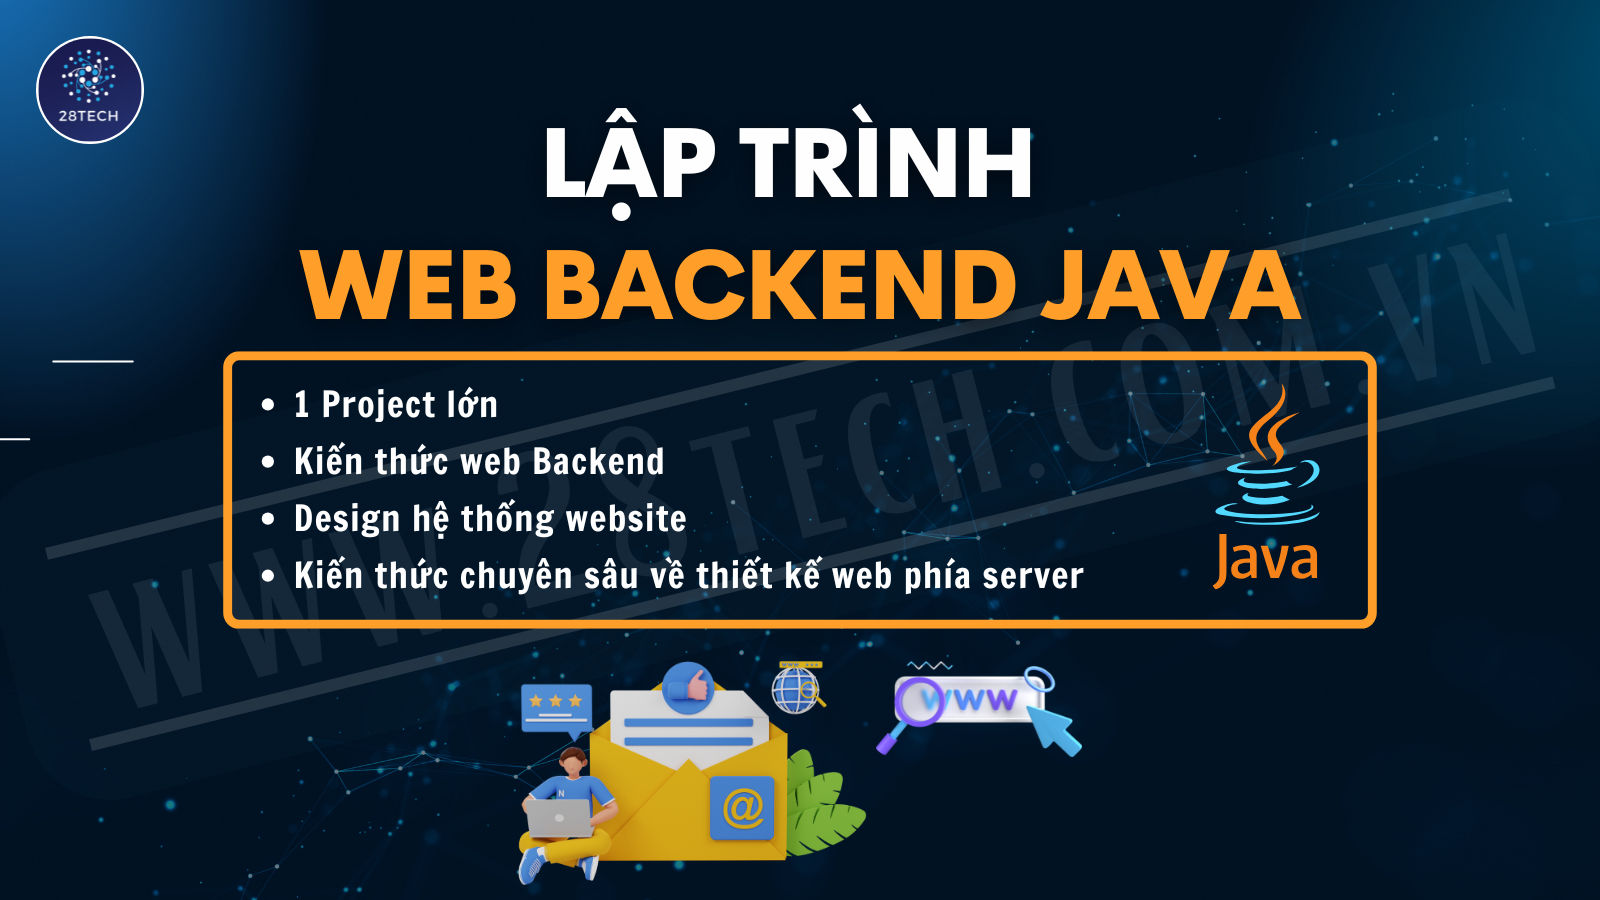 28TECH
LẬP TRÌNH
WEB BACKEND JAVA
1 Project lớn
Kiến thức web Backend
Design hệ thống website
Kiến thức chuyên sâu về thiết kế web phía server
Java
WWW.28TECH.COM.VN
WWW
N
@